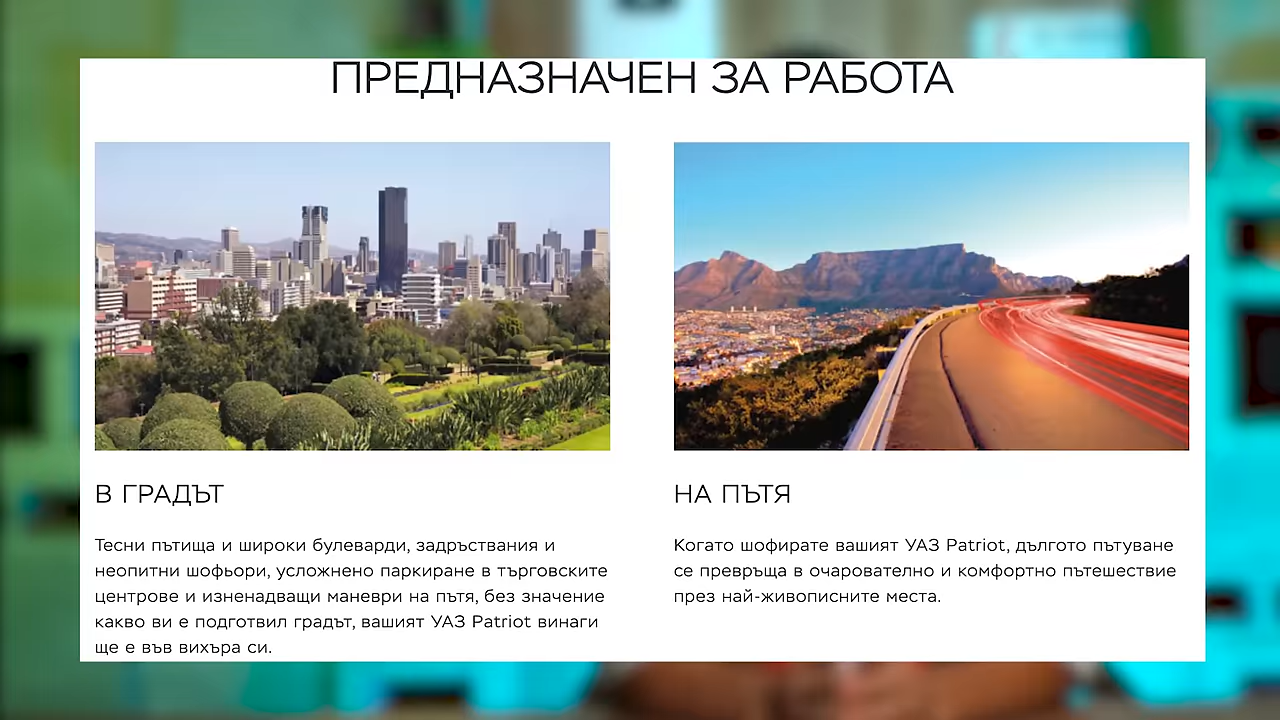 ПРЕДНАЗНАЧЕН ЗА РАБОТА
В ГРАДЪТ
Тесни пътища и широки булеварди, задръствания и
неопитни шофьори, усложнено паркиране в търговските
центрове и изненадващи маневри на пътя, без значение
какво ви е подготвил градът, вашият УАЗ Patriot винаги
ще е във вихъра си.
НА ПЪТЯ
Когато шофирате вашият УАЗ Patriot, дългото пътуване
се превръща в очарователно и комфортно пътешествие
през най-живописните места.